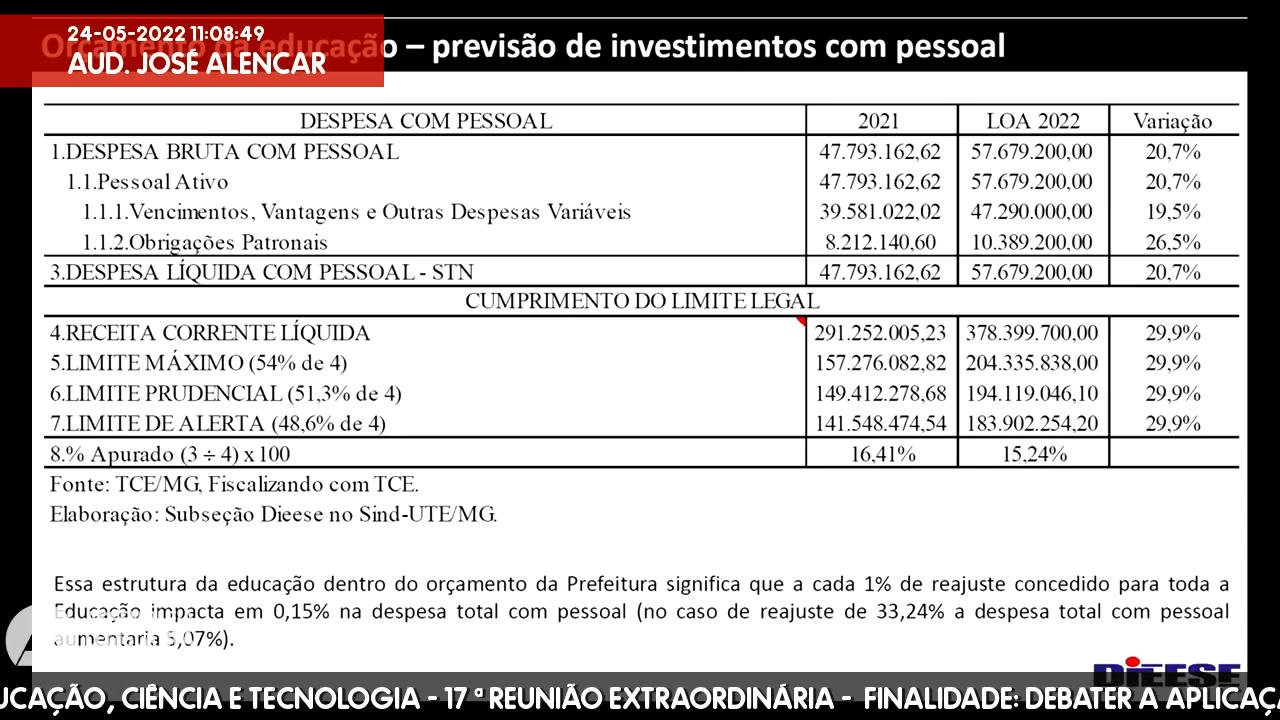 24-05-2022 11:08:49
AUD. JOSÉ ALENCAR
Orçamento da educação – previsão de investimentos com pessoal
DESPESA COM PESSOAL 2021 LOA 2022 Variação
1.DESPESA BRUTA COM PESSOAL 47.793.162,62 57.679.200,00 20,7%
1.1.Pessoal Ativo 47.793.162,62 57.679.200,00 20,7%
1.1.1.Vencimentos, Vantagens e Outras Despesas Variáveis 39.581.022,02 47.290.000,00 19,5%
1.1.2.Obrigações Patronais 8.212.140,60 10.389.200,00 26,5%
3.DESPESA LÍQUIDA COM PESSOAL - STN 47.793.162,62 57.679.200,00 20,7%
CUMPRIMENTO DO LIMITE LEGAL
4.RECEITA CORRENTE LÍQUIDA 291.252.005,23 378.399.700,00 29,9%
5.LIMITE MÁXIMO (54% de 4) 157.276.082,82 204.335.838,00 29,9%
6.LIMITE PRUDENCIAL (51,3% de 4) 149.412.278,68 194.119.046,10 29,9%
7.LIMITE DE ALERTA (48,6% de 4) 141.548.474,54 183.902.254,20 29,9%
8.% Apurado (3 ÷ 4) x 100 16,41% 15,24%
Fonte: TCE/MG, Fiscalizando com TCE.
Elaboração: Subseção Dieese no Sind-UTE/MG.
Essa estrutura da educação dentro do orçamento da Prefeitura significa que a cada 1% de reajuste concedido para toda a
Educação impacta em 0,15% na despesa total com pessoal (no caso de reajuste de 33,24% a despesa total com pessoal
aumentaria 5,07%).
DIEESE
UCAÇÃO, CIÊNCIA E TECNOLOGIA - 17 ª REUNIÃO EXTRAORDINÁRIA - FINALIDADE: DEBATER A APLICAÇ